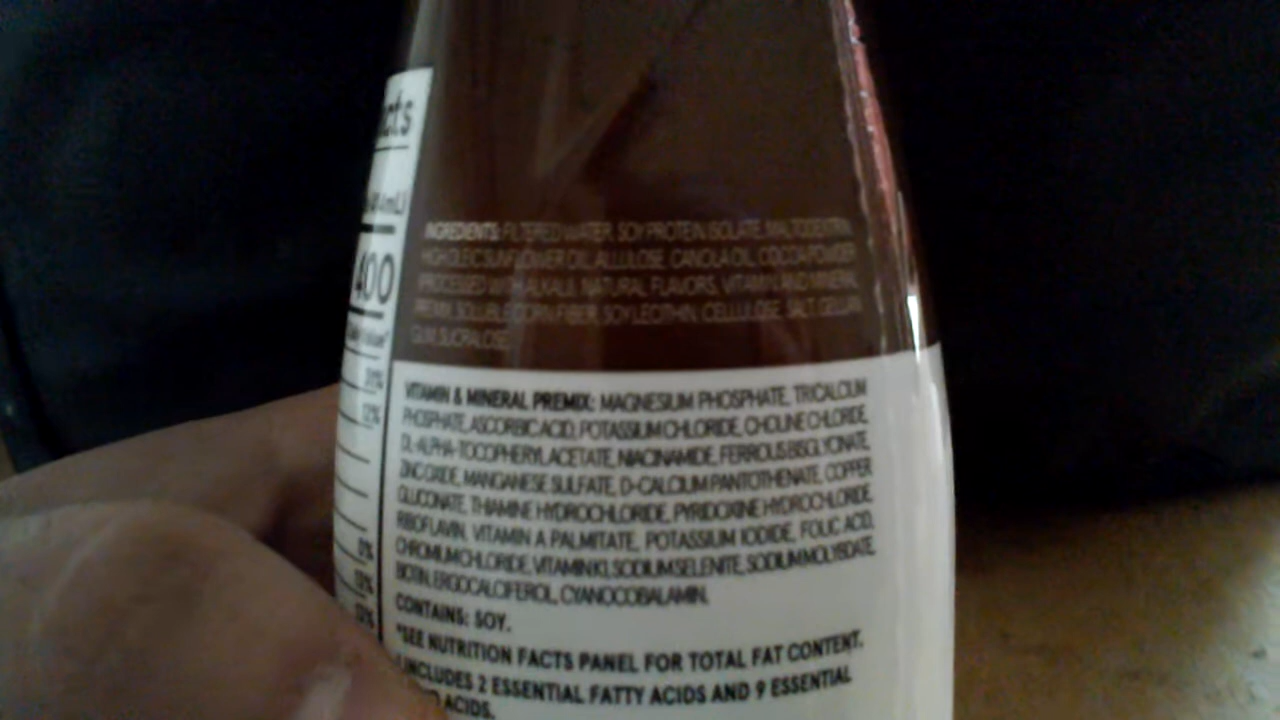 cts
400
INGREDIENTS: FILTERED WATER, SOY PROTEIN ISOLATE, MALTODEXTRIN,
HIGH OLEIC SUNFLOWER OIL, ALLULOSE, CANOLA OIL, COCOA POWDER
(PROCESSED WITH ALKALI), NATURAL FLAVORS, VITAMIN AND MINERAL
PREMIX, SOLUBLE CORN FIBER, SOY LECITHIN, CELLULOSE, SALT, GELLAN
GUM, SUCRALOSE.
VITAMIN & MINERAL PREMIX: MAGNESIUM PHOSPHATE, TRICALCIUM
PHOSPHATE, ASCORBIC ACID, POTASSIUM CHLORIDE, CHOLINE CHLORIDE,
DL-ALPHA-TOCOPHERYL ACETATE, NIACINAMIDE, FERROUS BISGLYCINATE,
ZINC OXIDE, MANGANESE SULFATE, D-CALCIUM PANTOTHENATE, COPPER
GLUCONATE, THIAMINE HYDROCHLORIDE, PYRIDOXINE HYDROCHLORIDE,
RIBOFLAVIN, VITAMIN A PALMITATE, POTASSIUM IODIDE, FOLIC ACID,
CHROMIUM CHLORIDE, VITAMIN K1, SODIUM SELENITE, SODIUM MOLYBDATE,
BIOTIN, ERGOCALCIFEROL, CYANOCOBALAMIN.
CONTAINS: SOY.
*SEE NUTRITION FACTS PANEL FOR TOTAL FAT CONTENT.
INCLUDES 2 ESSENTIAL FATTY ACIDS AND 9 ESSENTIAL
ACIDS.